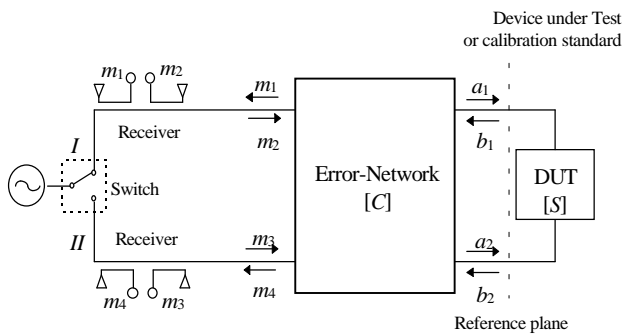 Device under Test
or calibration standard
m1 m2
m1
a1
I
Receiver
m2
b1
Error-Network
[C]
DUT
[S]
Switch
II
Receiver
m3
a2
m4 m3
m4
b2
Reference plane